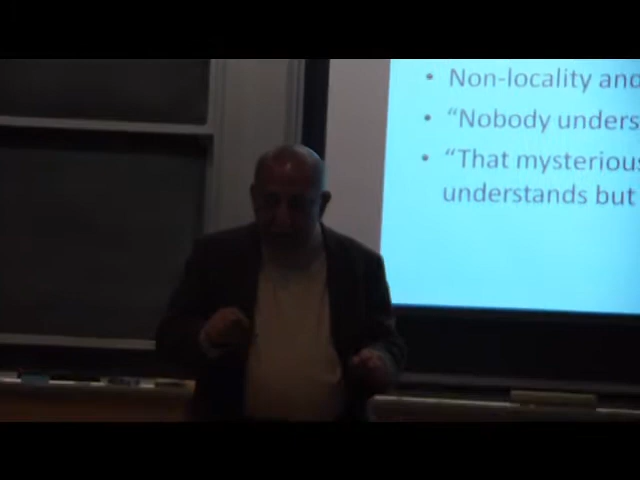 • Non-locality and
• “Nobody unders
• “That mysterious
understands but